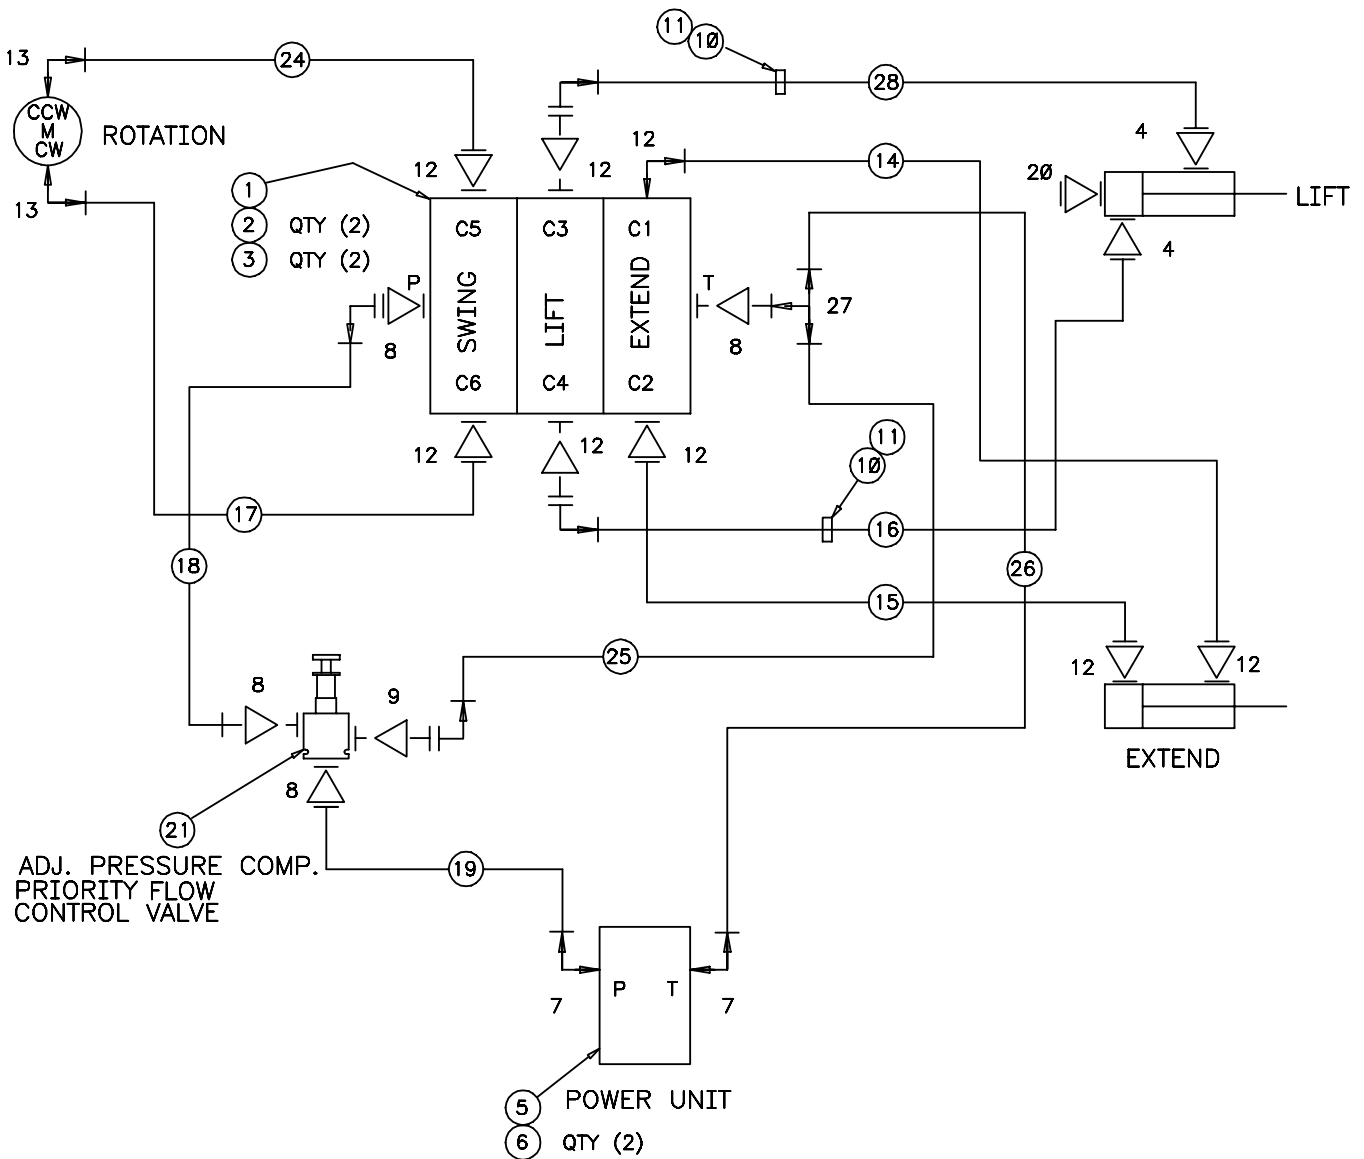 11
10
13
24
28
CCW
M
CW
ROTATION
12
12
12
14
4
20
LIFT
4
13
1
2 QTY (2)
3 QTY (2)
C5 C3 C1
P
T
SWING
LIFT
EXTEND
27
8
8
C6 C4 C2
12
12
12
11
10
17
16
18
26
15
25
12
12
8
9
EXTEND
8
21
ADJ. PRESSURE COMP.
PRIORITY FLOW
CONTROL VALVE
19
P T
7
7
5 POWER UNIT
6 QTY (2)